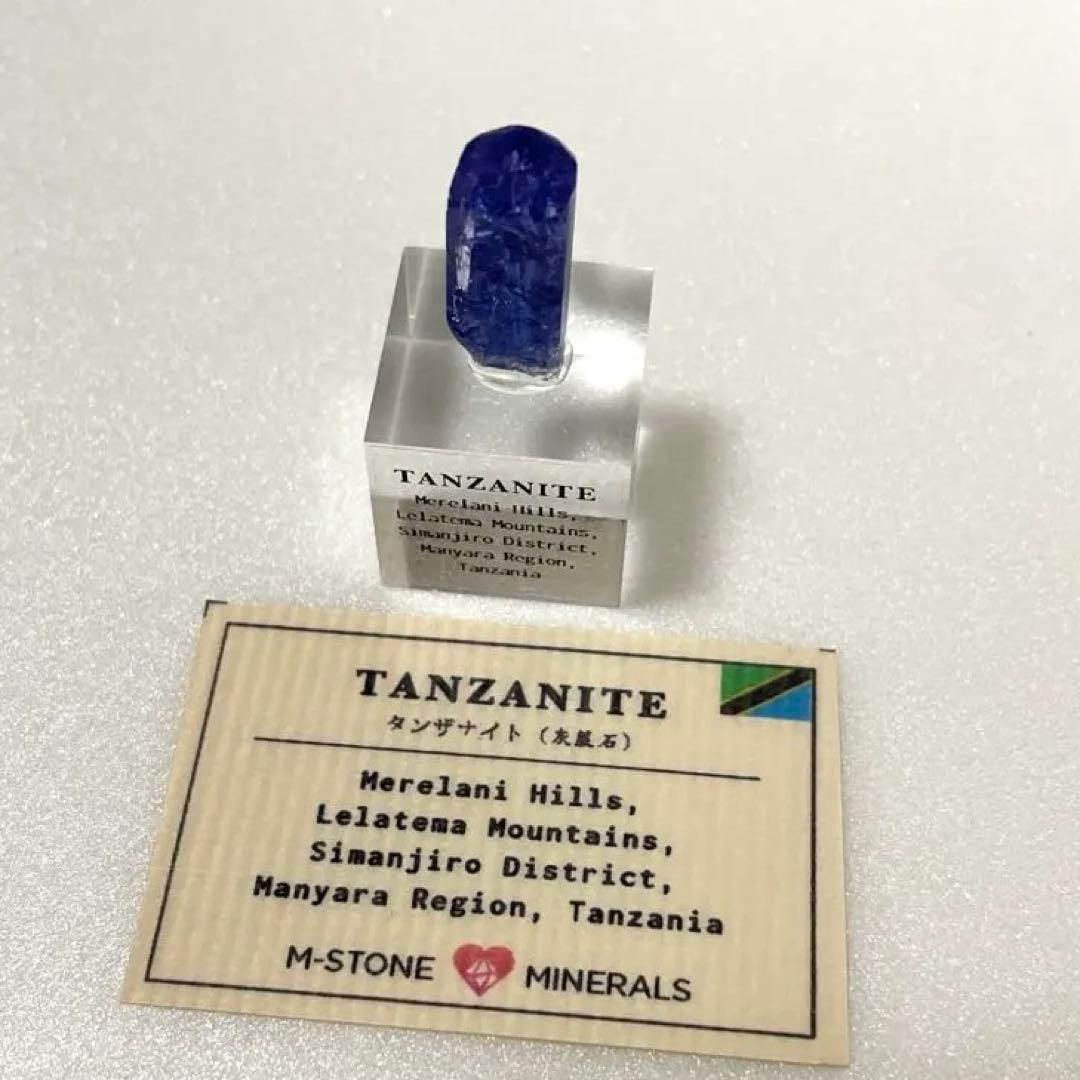 TANZANITE
Merelani Hills,
Lelatema Mountains,
Simanjiro District,
Manyara Region,
Tanzania
TANZANITE
タンザナイト（灰簾石）
Merelani Hills,
Lelatema Mountains,
Simanjiro District,
Manyara Region, Tanzania
M-STONE MINERALS